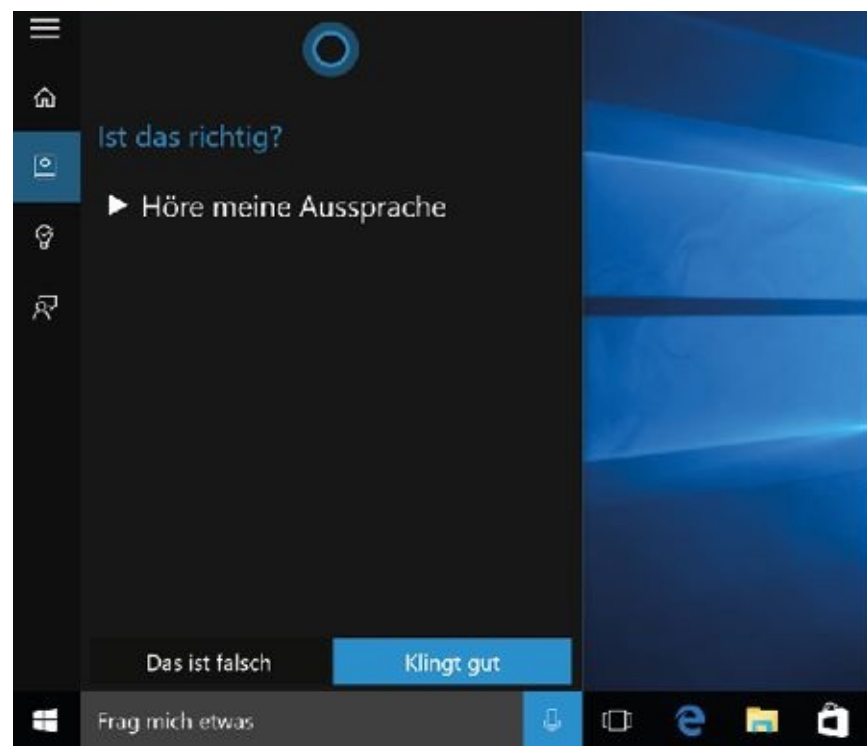 Ist das richtig?
Höre meine Aussprache
Das ist falsch
Klingt gut
Frag mich etwas